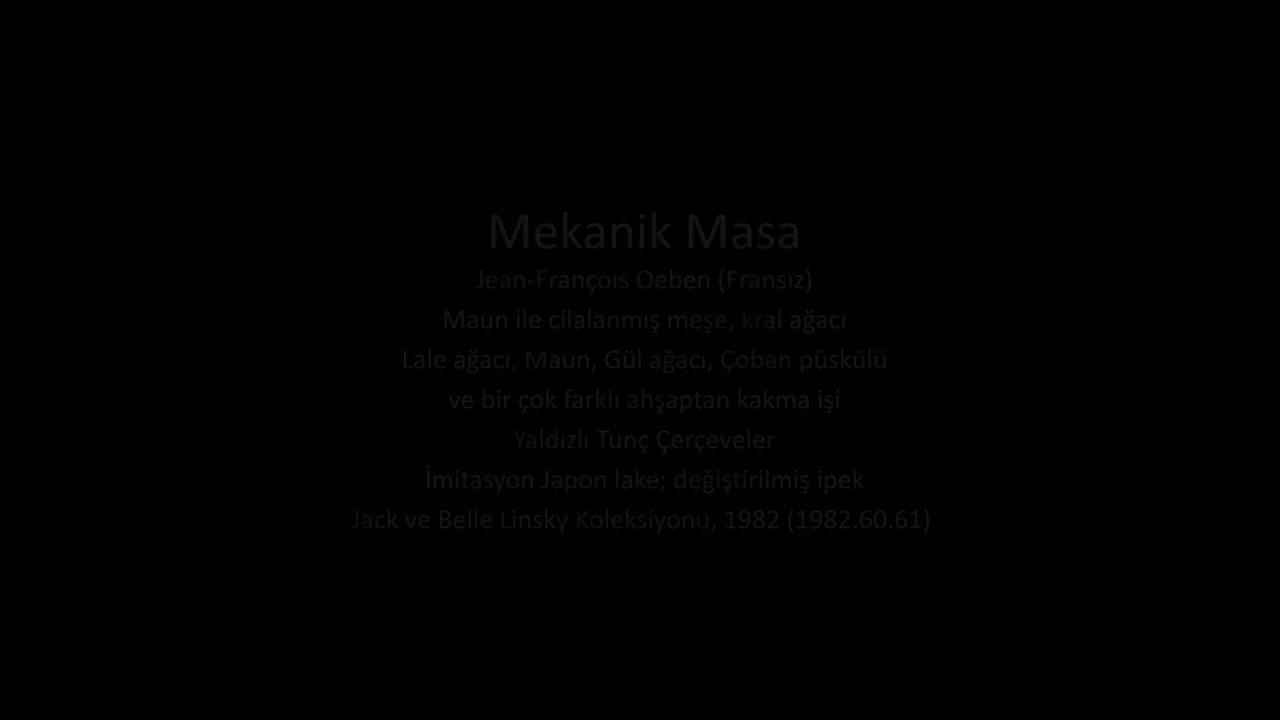 Mekanik Masa
Jean-François Oeben (Fransız)
Maun ile cilalanmış meşe, kral ağacı
Lale ağacı, Maun, Gül ağacı, Çoban püskülü
ve bir çok farklı ahşaptan kakma işi
Yaldızlı Tunç Çerçeveler
İmitasyon Japon lake; değiştirilmiş ipek
Jack ve Belle Linsky Koleksiyonu, 1982 (1982.60.61)